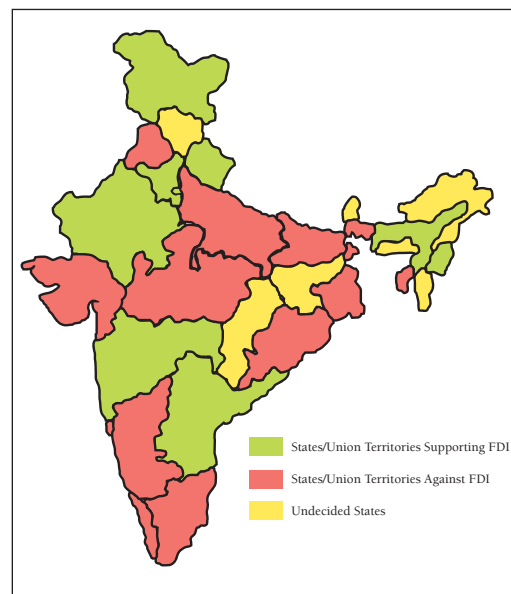 States/Union Territories Supporting FDI
States/Union Territories Against FDI
Undecided States